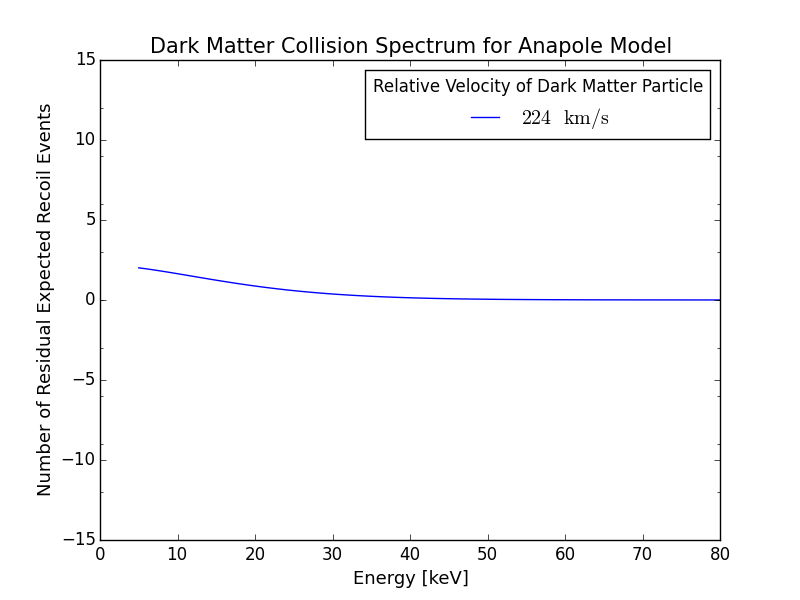 Dark Matter Collision Spectrum for Anapole Model
Relative Velocity of Dark Matter Particle
224 km/s
Number of Residual Expected Recoil Events
15
10
5
0
−5
−10
−15
0 10 20 30 40 50 60 70 80
Energy [keV]